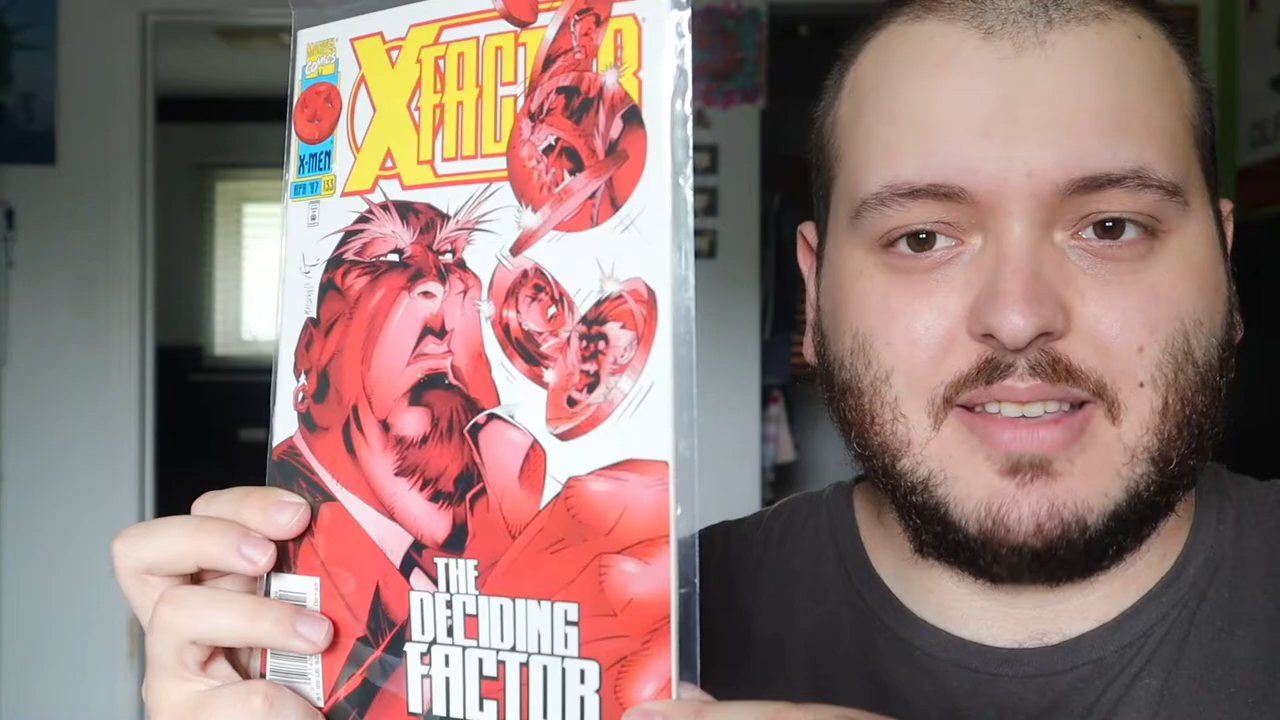 MARVEL
COMICS
X-FACTOR
X-MEN
APR '97 133
THE
DECIDING
FACTOR